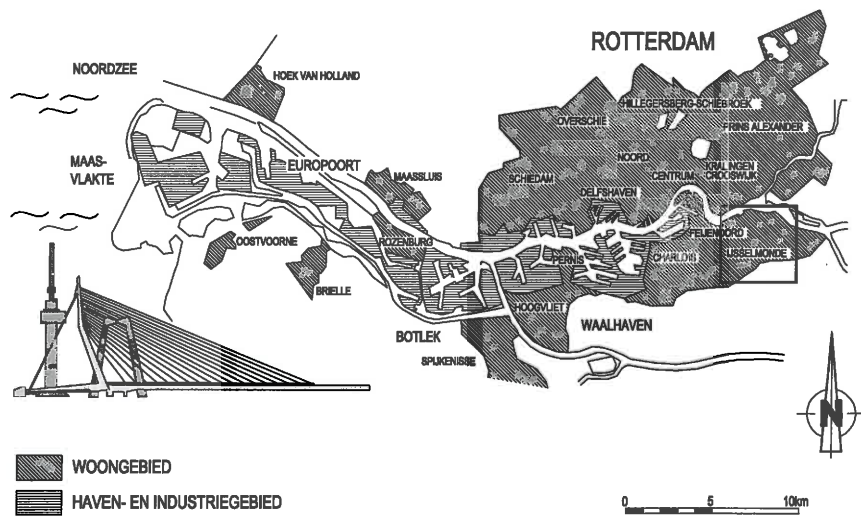 ROTTERDAM
NOORDZEE
HOEK VAN HOLLAND
HILLEGERSBERG-SCHIEBROEK
OVERSCHIE
PRINS ALEXANDER
MAAS-
VLAKTE
EUROPOORT
NOORD
MAASSLUIS
KRALINGEN
CROOSWIJK
SCHIEDAM
CENTRUM
DELFSHAVEN
FEIJENOORD
OOSTVOORNE
ROZENBURG
IJSSELMONDE
PERNIS
CHARLOIS
BRIELLE
HOOGVLIET
BOTLEK
WAALHAVEN
SPIJKENISSE
N
WOONGEBIED
HAVEN- EN INDUSTRIEGEBIED
0 5 10km